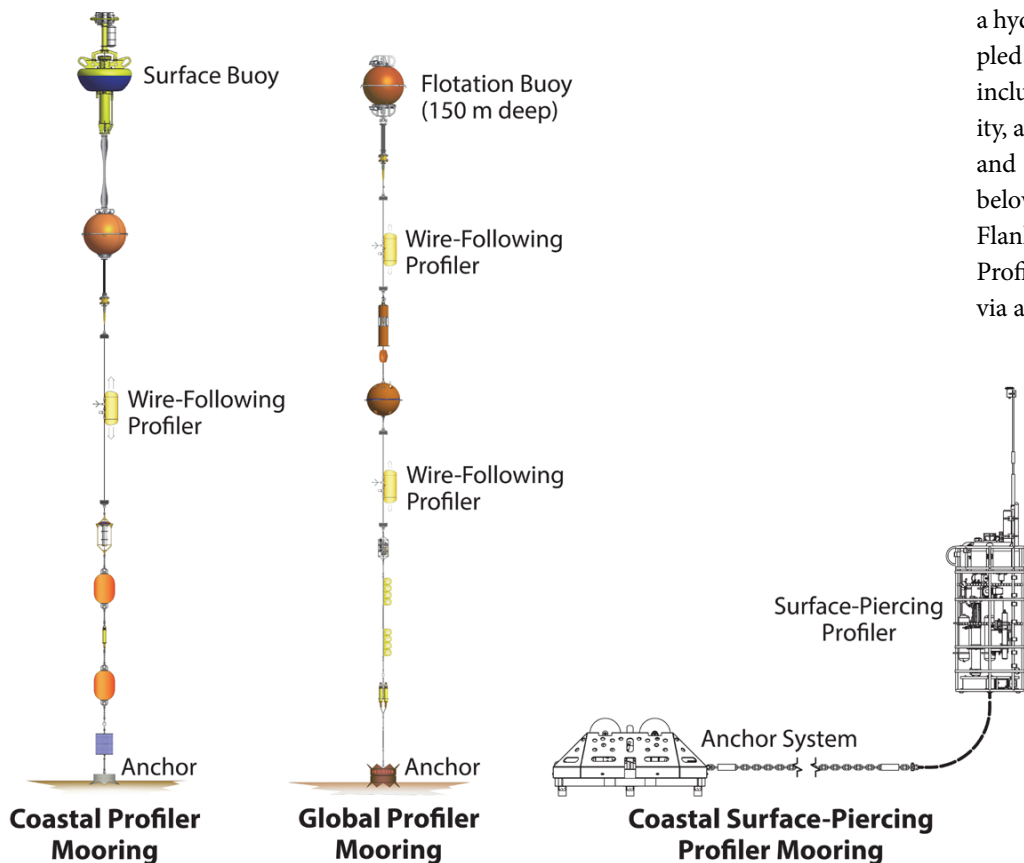 Surface Buoy
Flotation Buoy
(150 m deep)
Wire-Following
Profiler
Wire-Following
Profiler
Wire-Following
Profiler
Surface-Piercing
Profiler
Anchor System
Anchor
Anchor
Coastal Profiler
Mooring
Global Profiler
Mooring
Coastal Surface-Piercing
Profiler Mooring
a hyd
pled
inclu
ity, a
and
below
Flanl
Profi
via a